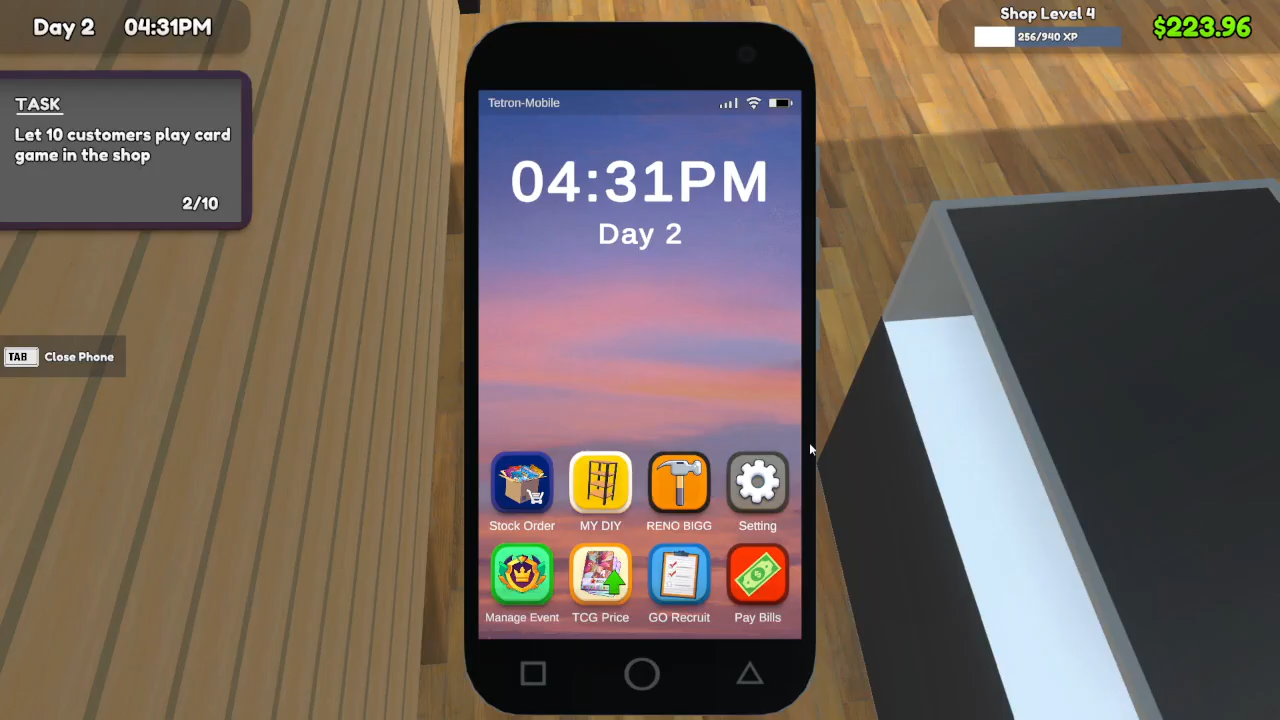 Day 2 04:31PM
Shop Level 4
256/940 XP
$223.96
TASK
Let 10 customers play card
game in the shop
2/10
TAB Close Phone
Tetron-Mobile
04:31PM
Day 2
Stock Order MY DIY RENO BIGG Setting
Manage Event TCG Price GO Recruit Pay Bills